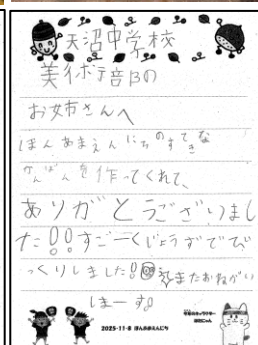 天沼中学校
美術部の
お姉さんへ
ほんあまえんにちのすてきな
かんばんを作ってくれて、
ありがとうございまし
た!!すごーくじょうずでび
っくりしました!!またおねがい
しまーす。
2025-11-8 ほんあまえんにち